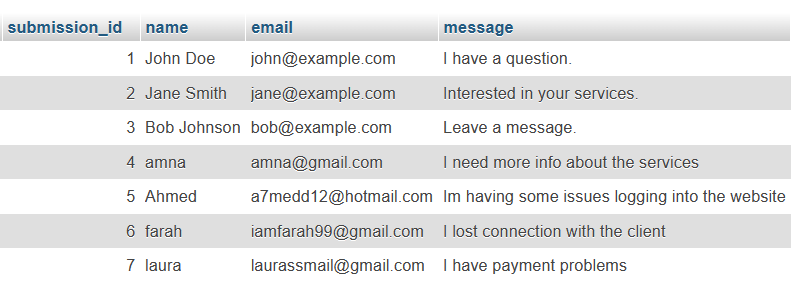 submission_id name email message
1 John Doe john@example.com I have a question.
2 Jane Smith jane@example.com Interested in your services.
3 Bob Johnson bob@example.com Leave a message.
4 amna amna@gmail.com I need more info about the services
5 Ahmed a7medd12@hotmail.com Im having some issues logging into the website
6 farah iamfarah99@gmail.com I lost connection with the client
7 laura laurassmail@gmail.com I have payment problems